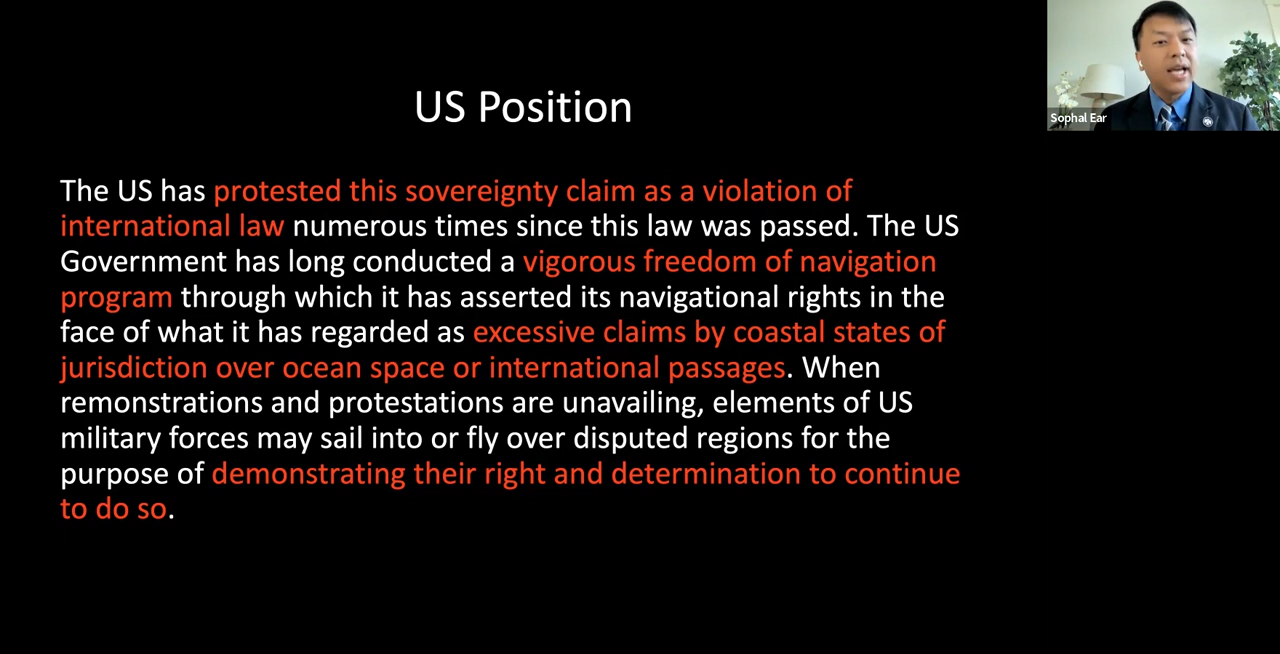 US Position
The US has protested this sovereignty claim as a violation of
international law numerous times since this law was passed. The US
Government has long conducted a vigorous freedom of navigation
program through which it has asserted its navigational rights in the
face of what it has regarded as excessive claims by coastal states of
jurisdiction over ocean space or international passages. When
remonstrations and protestations are unavailing, elements of US
military forces may sail into or fly over disputed regions for the
purpose of demonstrating their right and determination to continue
to do so.
Sophal Ear